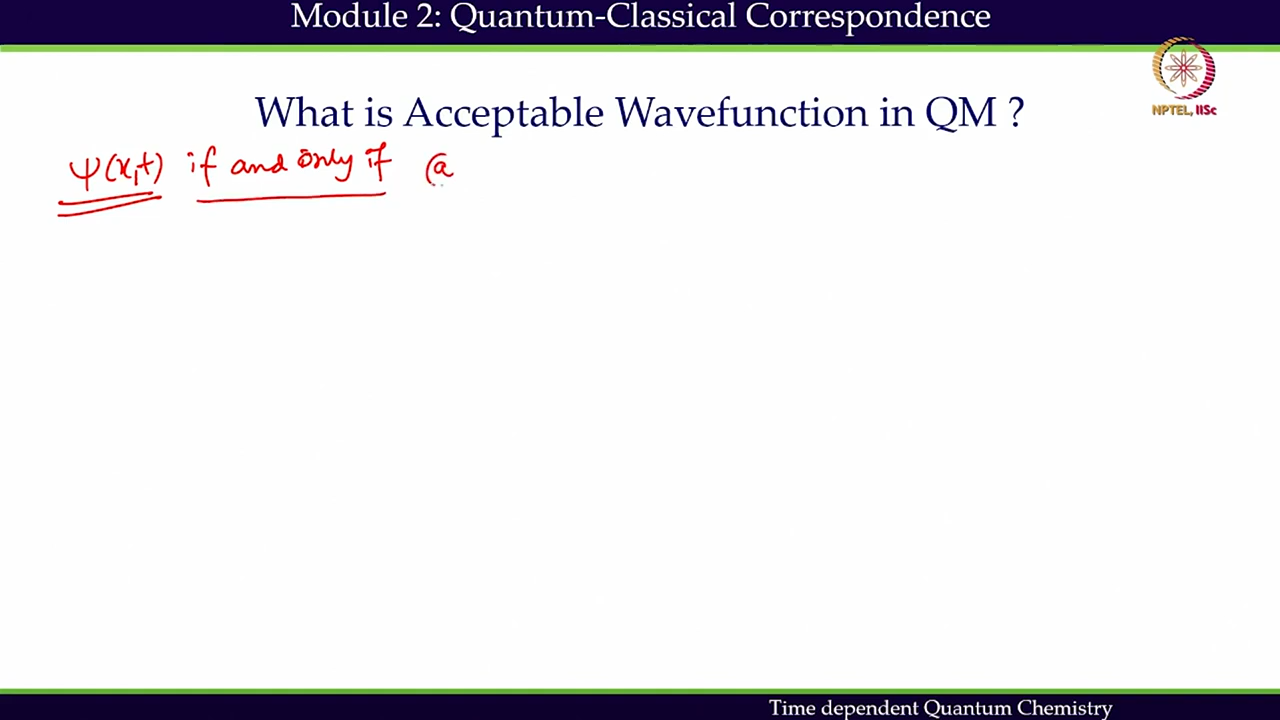 Module 2: Quantum-Classical Correspondence
NPTEL, IISc
What is Acceptable Wavefunction in QM ?
Ψ(x,t) if and only if (a
Time dependent Quantum Chemistry